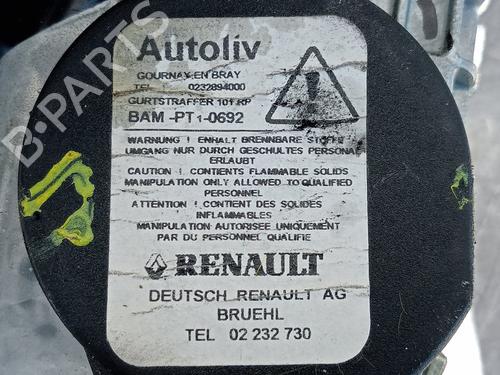 Autoliv
GOURNAY EN BRAY
TEL 0232894000
GURTSTRAFFER 101 RP
BAM -PT1-0692
WARNUNG ! ENHALT BRENNBARE STOFFE
UMGANG NUR DURCH GESCHULTES PERSONAL
ERLAUBT
CAUTION ! CONTIENTS FLAMMABLE SOLIDS
MANIPULATION ONLY ALLOWED TO QUALIFIED
PERSONNEL
ATTENTION ! CONTIENT DES SOLIDES
INFLAMMABLES
MANIPULATION AUTORISEE UNIQUEMENT
PAR DU PERSONNEL QUALIFIE
RENAULT
DEUTSCH RENAULT AG
BRUEHL
TEL 02 232 730